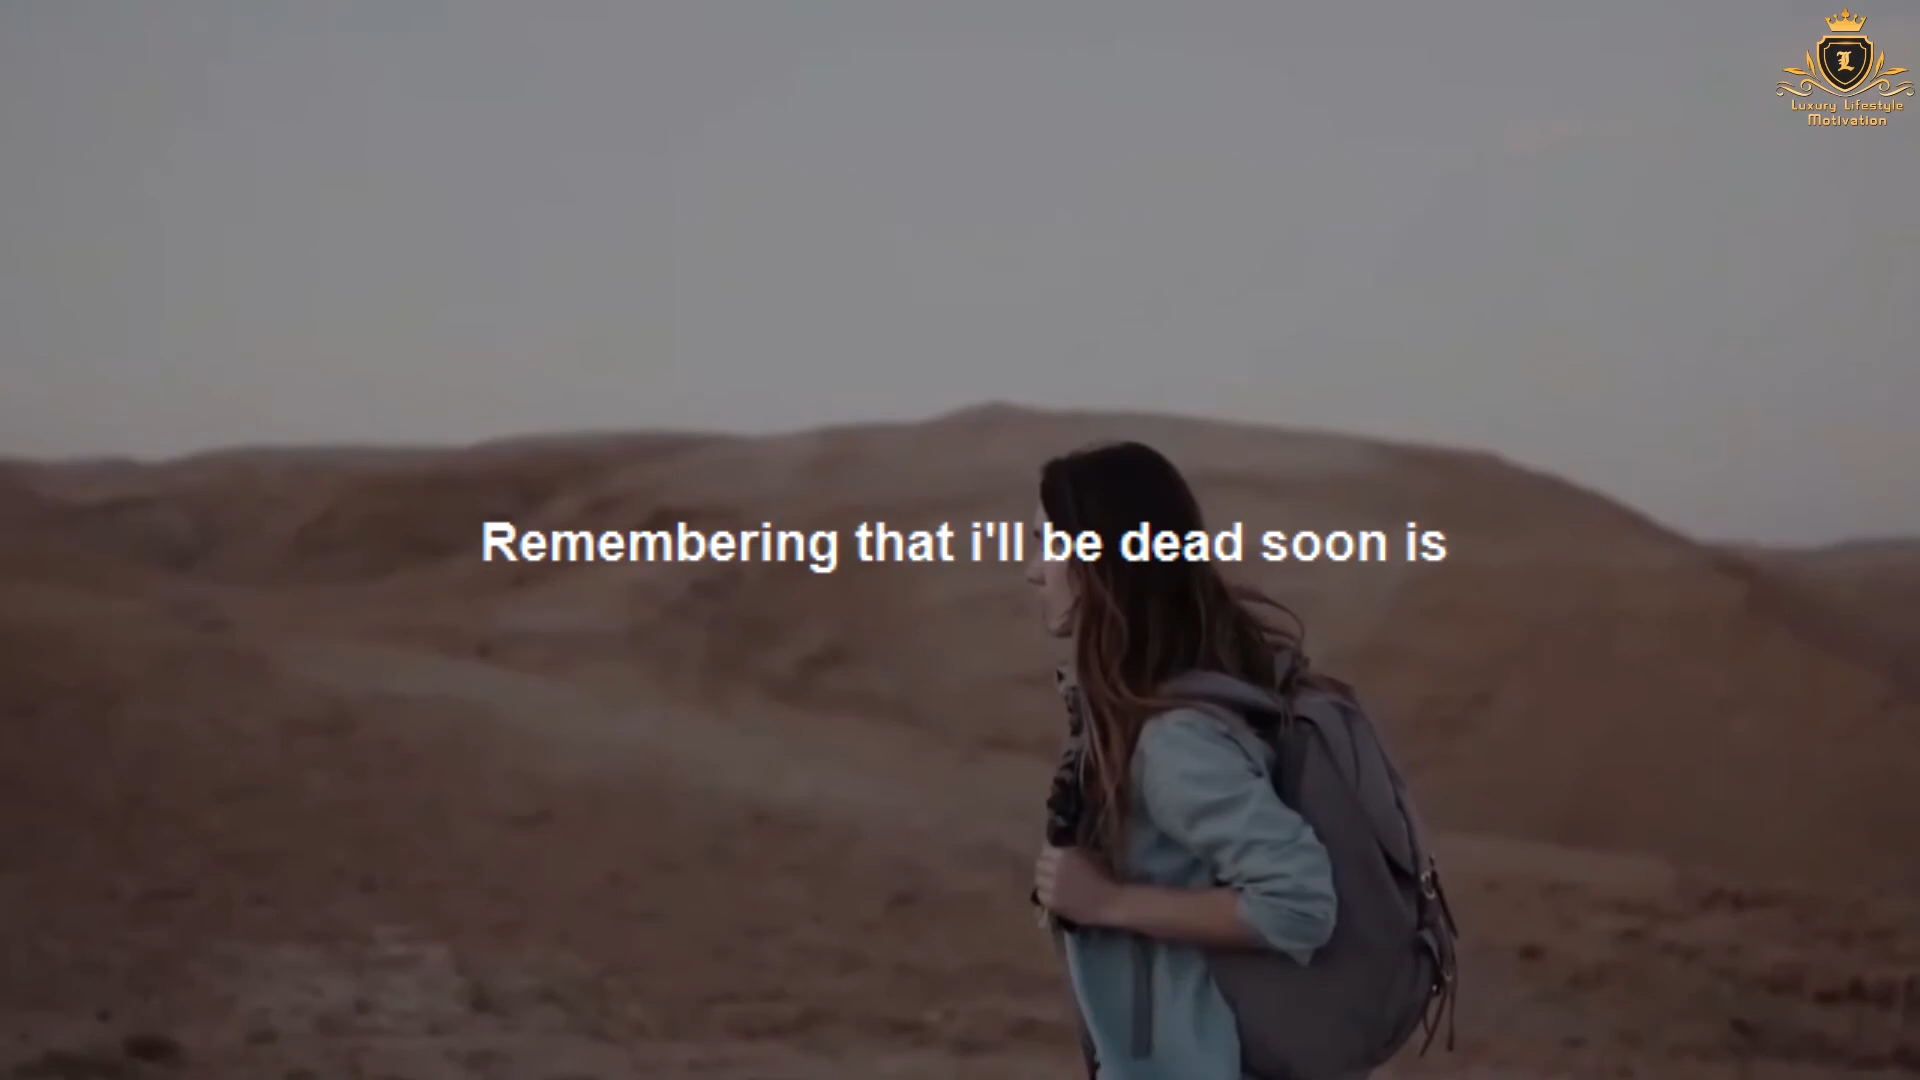 L
Luxury Lifestyle
Motivation
Remembering that i'll be dead soon is